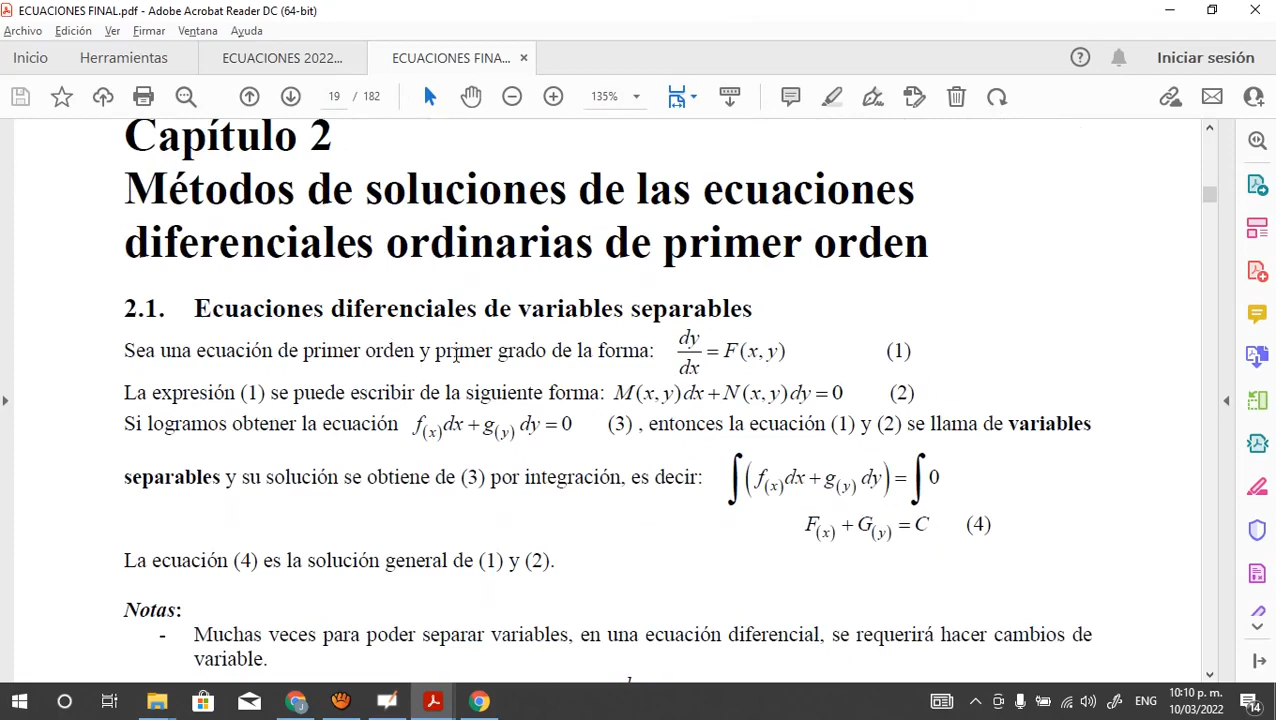 ECUACIONES FINAL.pdf - Adobe Acrobat Reader DC (64-bit)
Archivo Edición Ver Firmar Ventana Ayuda
Inicio Herramientas ECUACIONES 2022... ECUACIONES FINA... × Iniciar sesión
19 / 182 135%
Capítulo 2
Métodos de soluciones de las ecuaciones
diferenciales ordinarias de primer orden
2.1. Ecuaciones diferenciales de variables separables
Sea una ecuación de primer orden y primer grado de la forma: dy/dx = F(x, y) (1)
La expresión (1) se puede escribir de la siguiente forma: M(x, y)dx + N(x, y)dy = 0 (2)
Si logramos obtener la ecuación f(x)dx + g(y) dy = 0 (3) , entonces la ecuación (1) y (2) se llama de variables
separables y su solución se obtiene de (3) por integración, es decir: ∫(f(x)dx + g(y) dy) = ∫0
F(x) + G(y) = C (4)
La ecuación (4) es la solución general de (1) y (2).
Notas:
- Muchas veces para poder separar variables, en una ecuación diferencial, se requerirá hacer cambios de
variable.
ENG
10:10 p. m.
10/03/2022
14